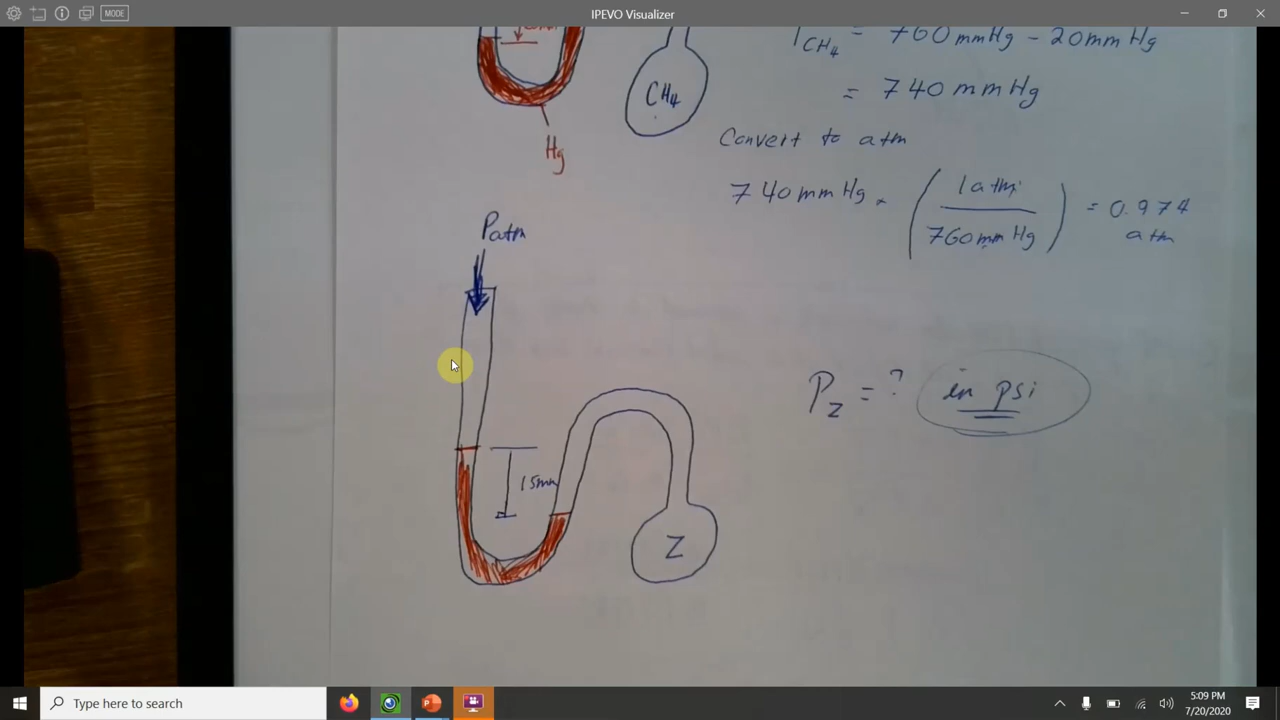 MODE
IPEVO Visualizer
P CH4 = 760 mmHg - 20 mmHg
= 740 mmHg
CH4
Hg
Convert to atm
740 mmHg × ( 1 atm / 760 mmHg ) = 0.974 atm
Patm
15mm
Z
PZ = ? in psi
Type here to search
5:09 PM
7/20/2020